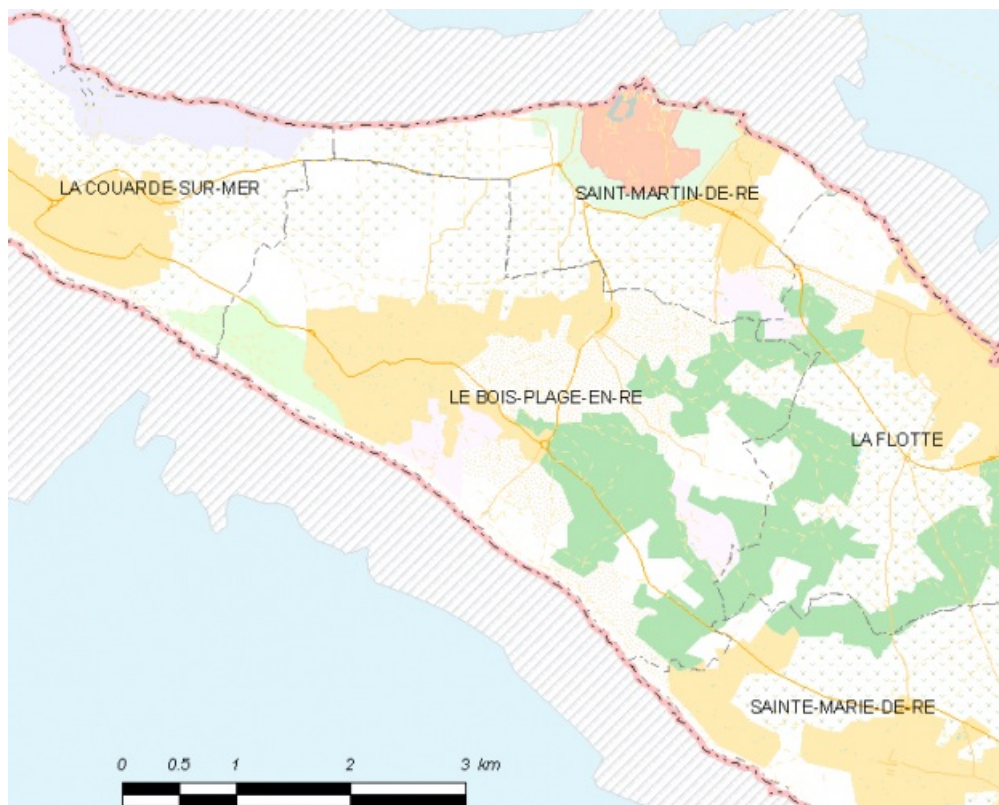 LA COUARDE-SUR-MER
SAINT-MARTIN-DE-RE
LE BOIS-PLAGE-EN-RE
LA FLOTTE
SAINTE-MARIE-DE-RE
0 0.5 1 2 3 km